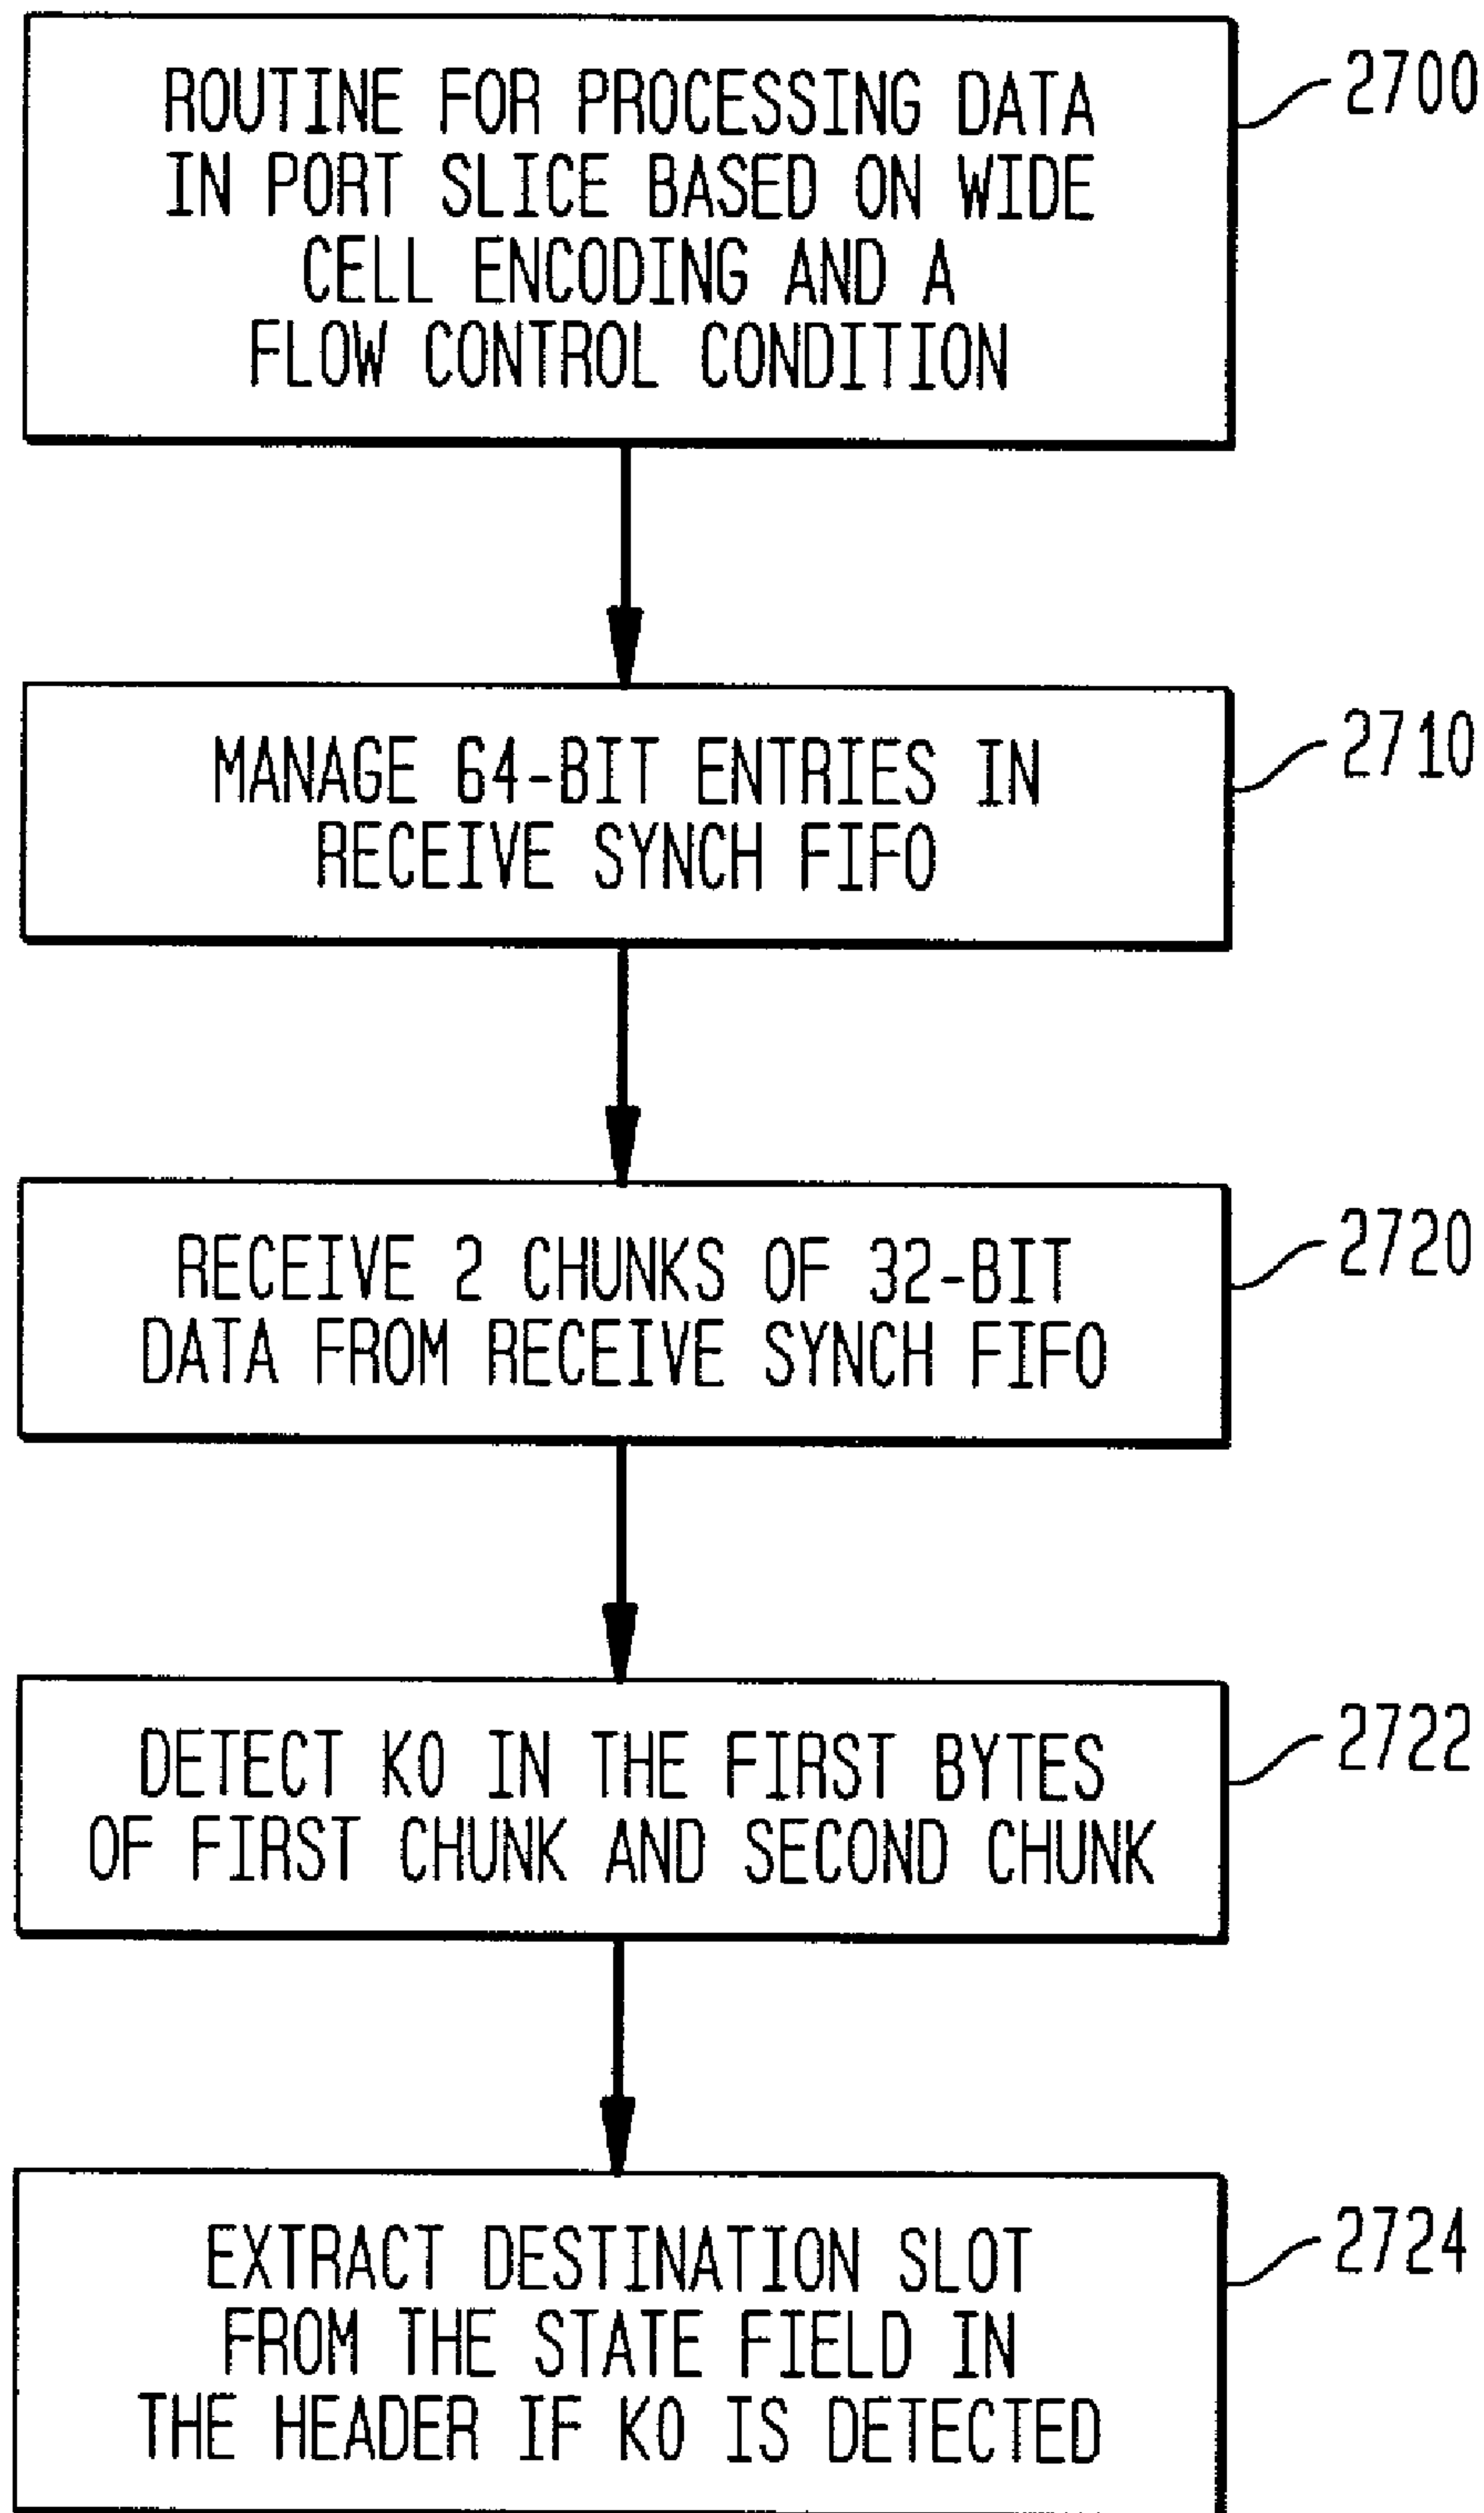 ROUTINE FOR PROCESSING DATA
IN PORT SLICE BASED ON WIDE
CELL ENCODING AND A
FLOW CONTROL CONDITION
2700
MANAGE 64-BIT ENTRIES IN
RECEIVE SYNCH FIFO
2710
RECEIVE 2 CHUNKS OF 32-BIT
DATA FROM RECEIVE SYNCH FIFO
2720
DETECT K0 IN THE FIRST BYTES
OF FIRST CHUNK AND SECOND CHUNK
2722
EXTRACT DESTINATION SLOT
FROM THE STATE FIELD IN
THE HEADER IF K0 IS DETECTED
2724